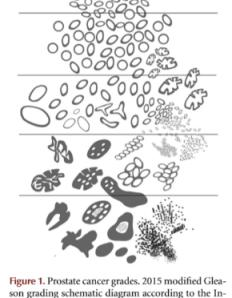 Figure 1. Prostate cancer grades. 2015 modified Glea-
son grading schematic diagram according to the In-